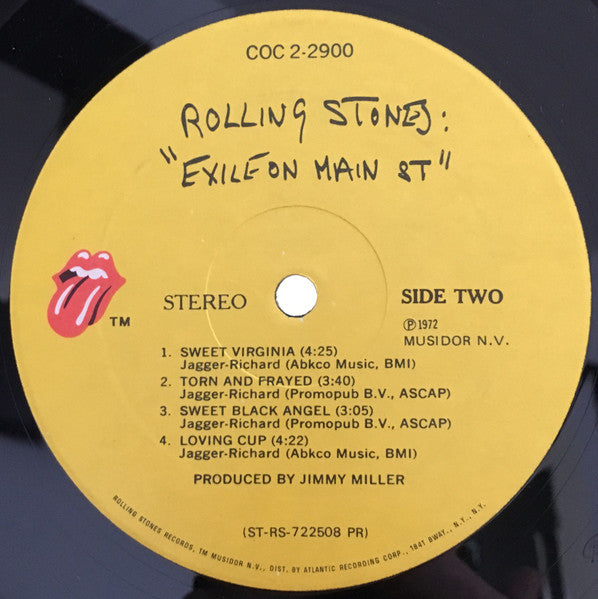 COC 2-2900
ROLLING STONES:
"EXILE ON MAIN ST"
TM
STEREO
SIDE TWO
℗ 1972
MUSIDOR N.V.
1. SWEET VIRGINIA (4:25)
Jagger-Richard (Abkco Music, BMI)
2. TORN AND FRAYED (3:40)
Jagger-Richard (Promopub B.V., ASCAP)
3. SWEET BLACK ANGEL (3:05)
Jagger-Richard (Promopub B.V., ASCAP)
4. LOVING CUP (4:22)
Jagger-Richard (Abkco Music, BMI)
PRODUCED BY JIMMY MILLER
(ST-RS-722508 PR)
ROLLING STONES RECORDS, TM MUSIDOR N.V., DIST. BY ATLANTIC RECORDING CORP., 1841 BWAY., N.Y., N.Y.